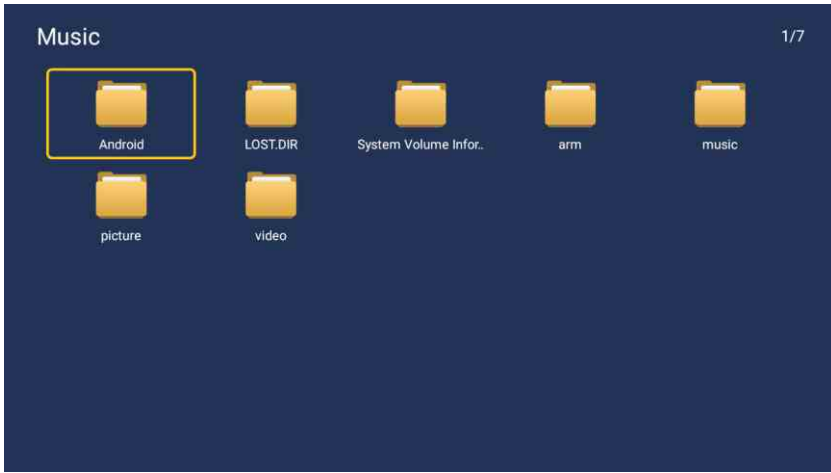 Music 1/7
Android LOST.DIR System Volume Infor.. arm music
picture video